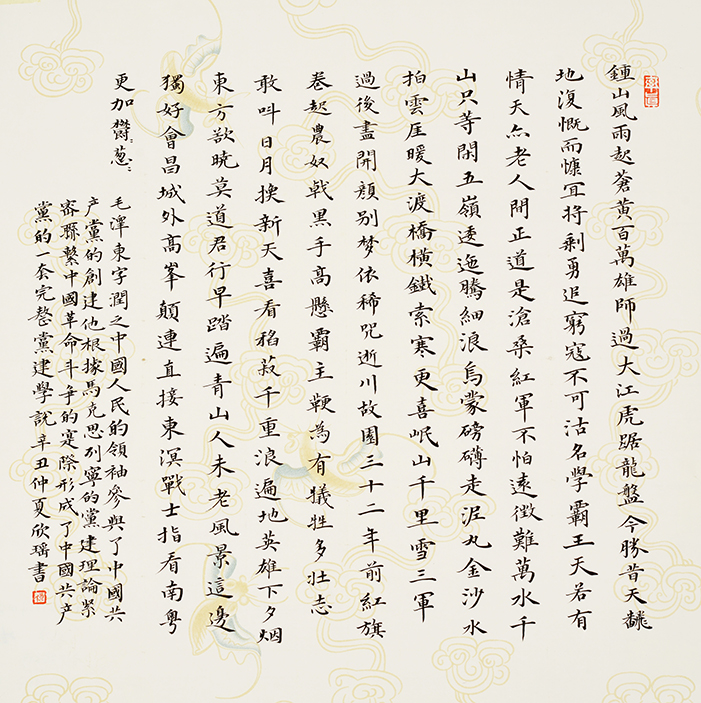 鍾山風雨起蒼黃百萬雄師過大江虎踞龍盤今勝昔天翻
地復慨而慷宜將剩勇追窮寇不可沽名學霸王天若有
情天亦老人間正道是滄桑紅軍不怕遠徵難萬水千
山只等閑五嶺逶迤騰細浪烏蒙磅礴走泥丸金沙水
拍雲厓暖大渡橋橫鐵索寒更喜岷山千里雪三軍
過後盡開顏別梦依稀咒逝川故園三十二年前紅旗
卷起農奴戟黑手高懸霸主鞭為有犧牲多壯志
敢叫日月換新天喜看稻菽千重浪遍地英雄下夕烟
東方欲曉莫道君行早踏遍青山人未老風景這邊
獨好會昌城外高峯顛連直接東溟戰士指看南粵
更加鬱葱
毛澤東字潤之中國人民的領袖參與了中國共
产黨的創建他根據馬克思列寧的黨建理論紧
密聯繫中國革命斗争的實際形成了中國共产
黨的一套完整黨建學說辛丑仲夏欣瑤書